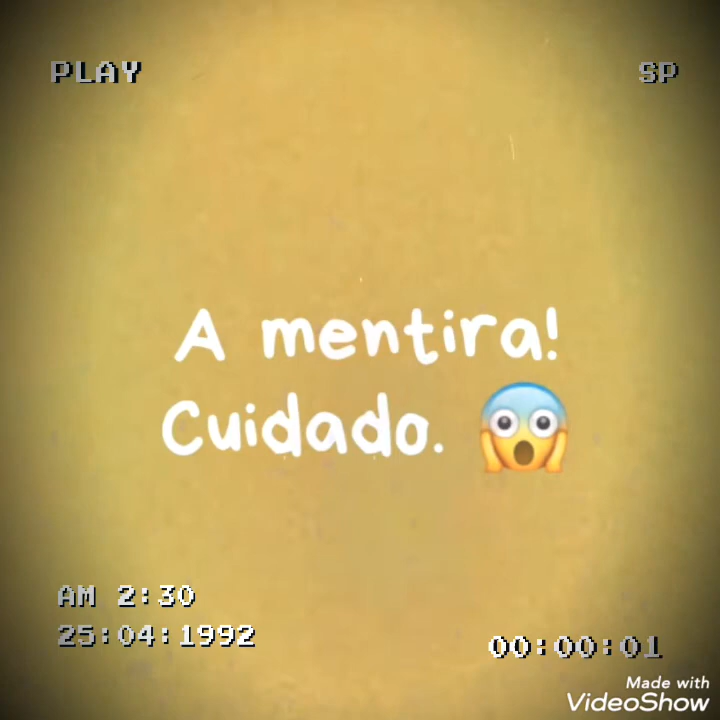 PLAY
SP
A mentira!
Cuidado. 😱
AM 2:30
25:04:1992
00:00:01
Made with
VideoShow